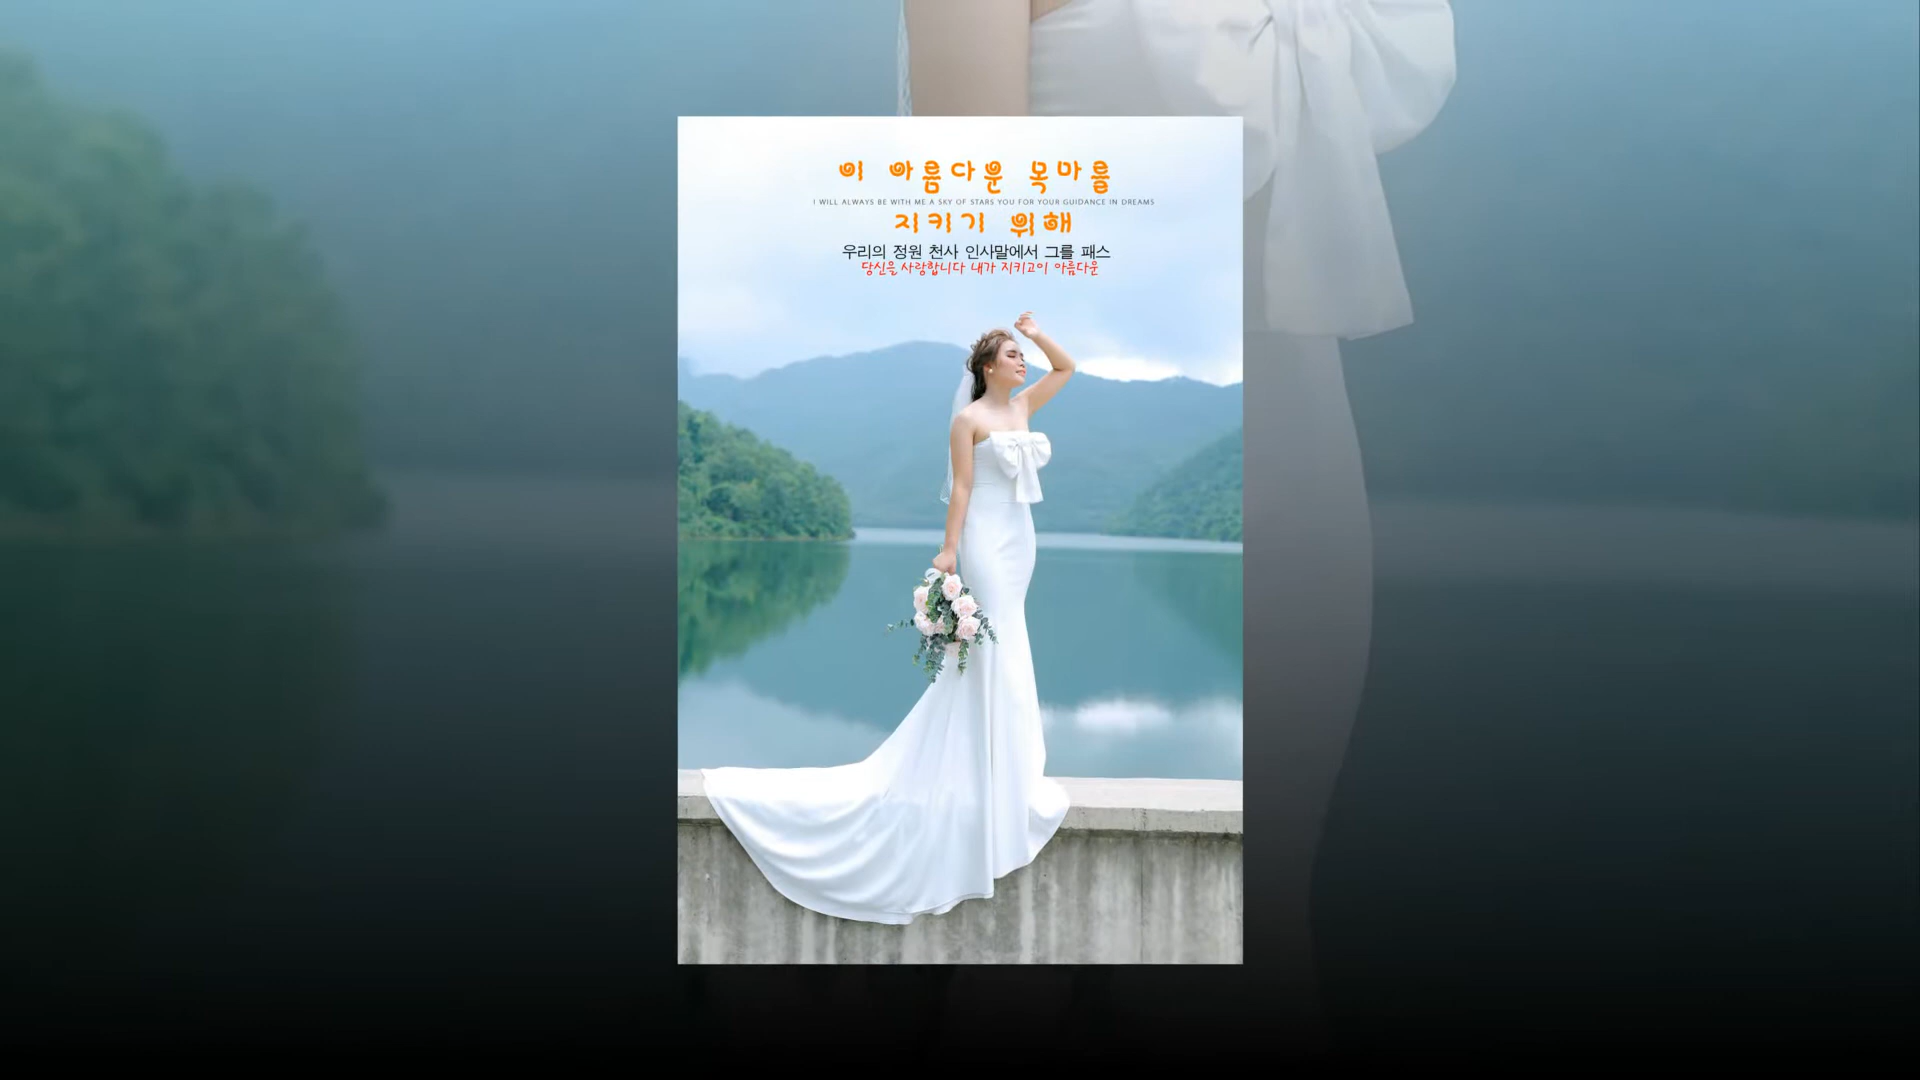 이 아름다운 목마를
I WILL ALWAYS BE WITH ME A SKY OF STARS YOU FOR YOUR GUIDANCE IN DREAMS
지키기 위해
우리의 정원 천사 인사말에서 그를 패스
당신을 사랑합니다 내가 지키고이 아름다운